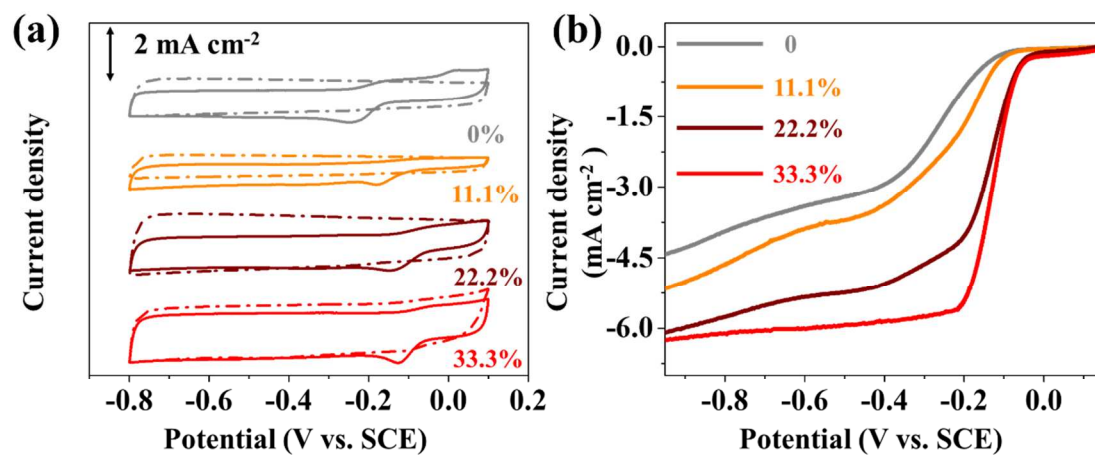 (a)
2 mA cm-2
0%
11.1%
22.2%
33.3%
Current density
-0.8 -0.6 -0.4 -0.2 0.0 0.2
Potential (V vs. SCE)
(b)
0
11.1%
22.2%
33.3%
0.0
-1.5
-3.0
-4.5
-6.0
Current density
(mA cm-2)
-0.8 -0.6 -0.4 -0.2 0.0
Potential (V vs. SCE)